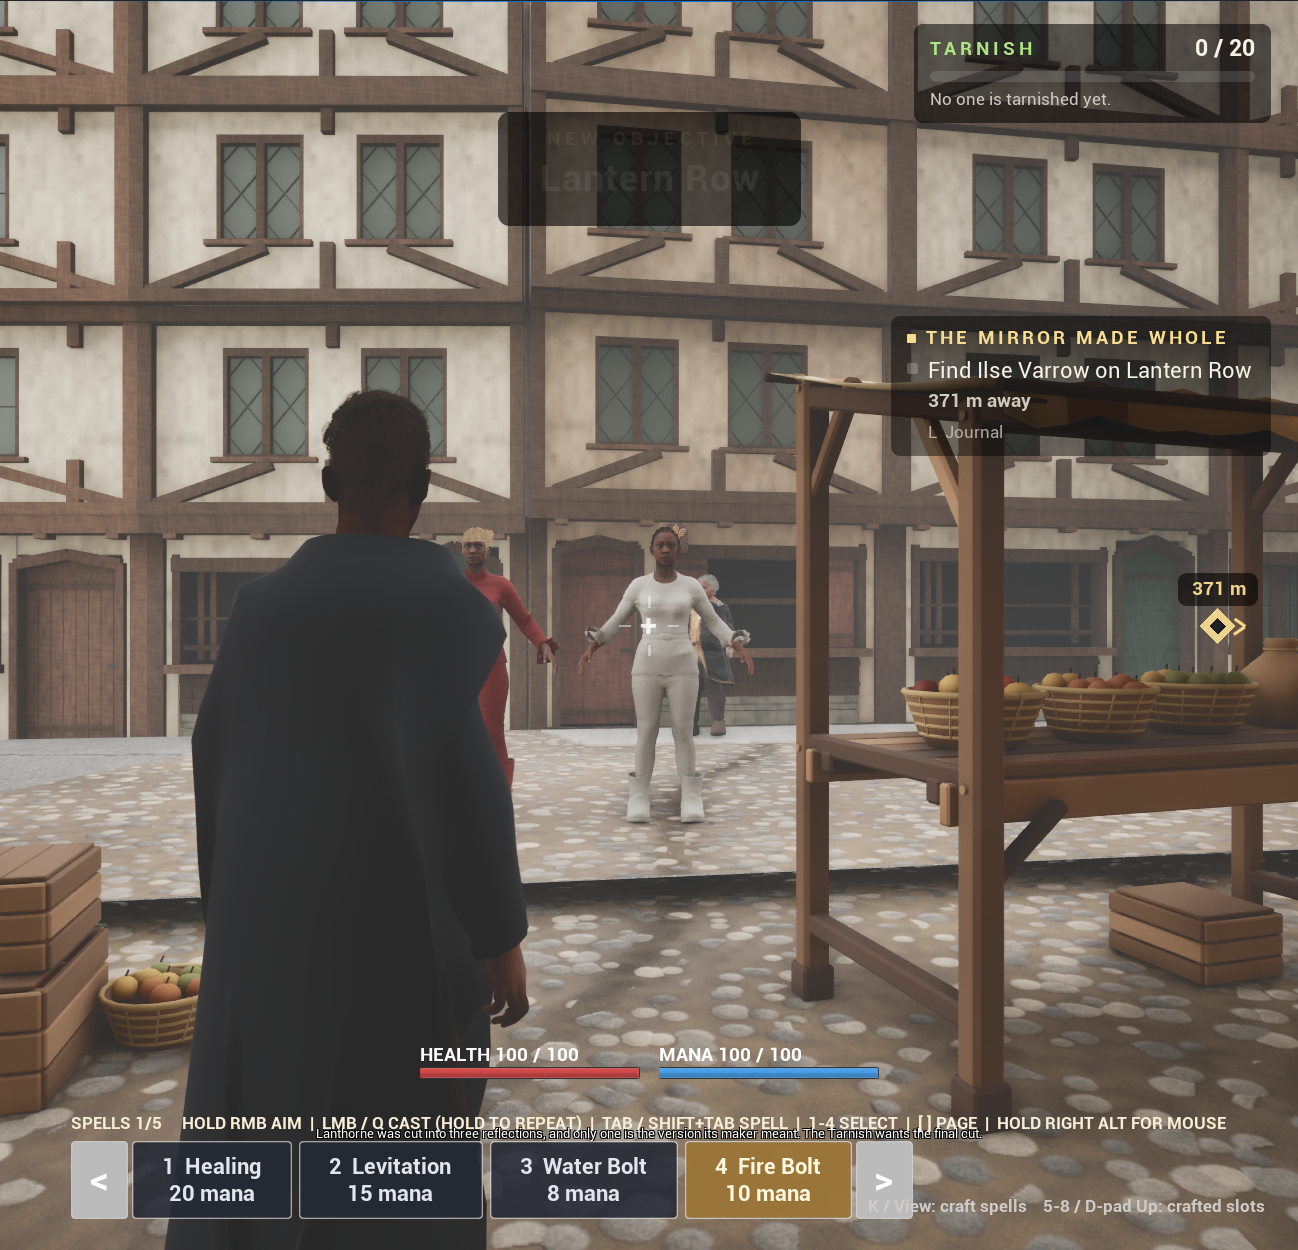 TARNISH 0 / 20
No one is tarnished yet.
NEW OBJECTIVE
Lantern Row
THE MIRROR MADE WHOLE
Find Ilse Varrow on Lantern Row
371 m away
L Journal
371 m
HEALTH 100 / 100 MANA 100 / 100
SPELLS 1/5 HOLD RMB AIM | LMB / Q CAST (HOLD TO REPEAT) | TAB / SHIFT+TAB SPELL | 1-4 SELECT | [ ] PAGE | HOLD RIGHT ALT FOR MOUSE
Lanthorne was cut into three reflections, and only one is the version its maker meant. The Tarnish wants the final cut.
< 1 Healing 2 Levitation 3 Water Bolt 4 Fire Bolt >
20 mana 15 mana 8 mana 10 mana
K / View: craft spells 5-8 / D-pad Up: crafted slots